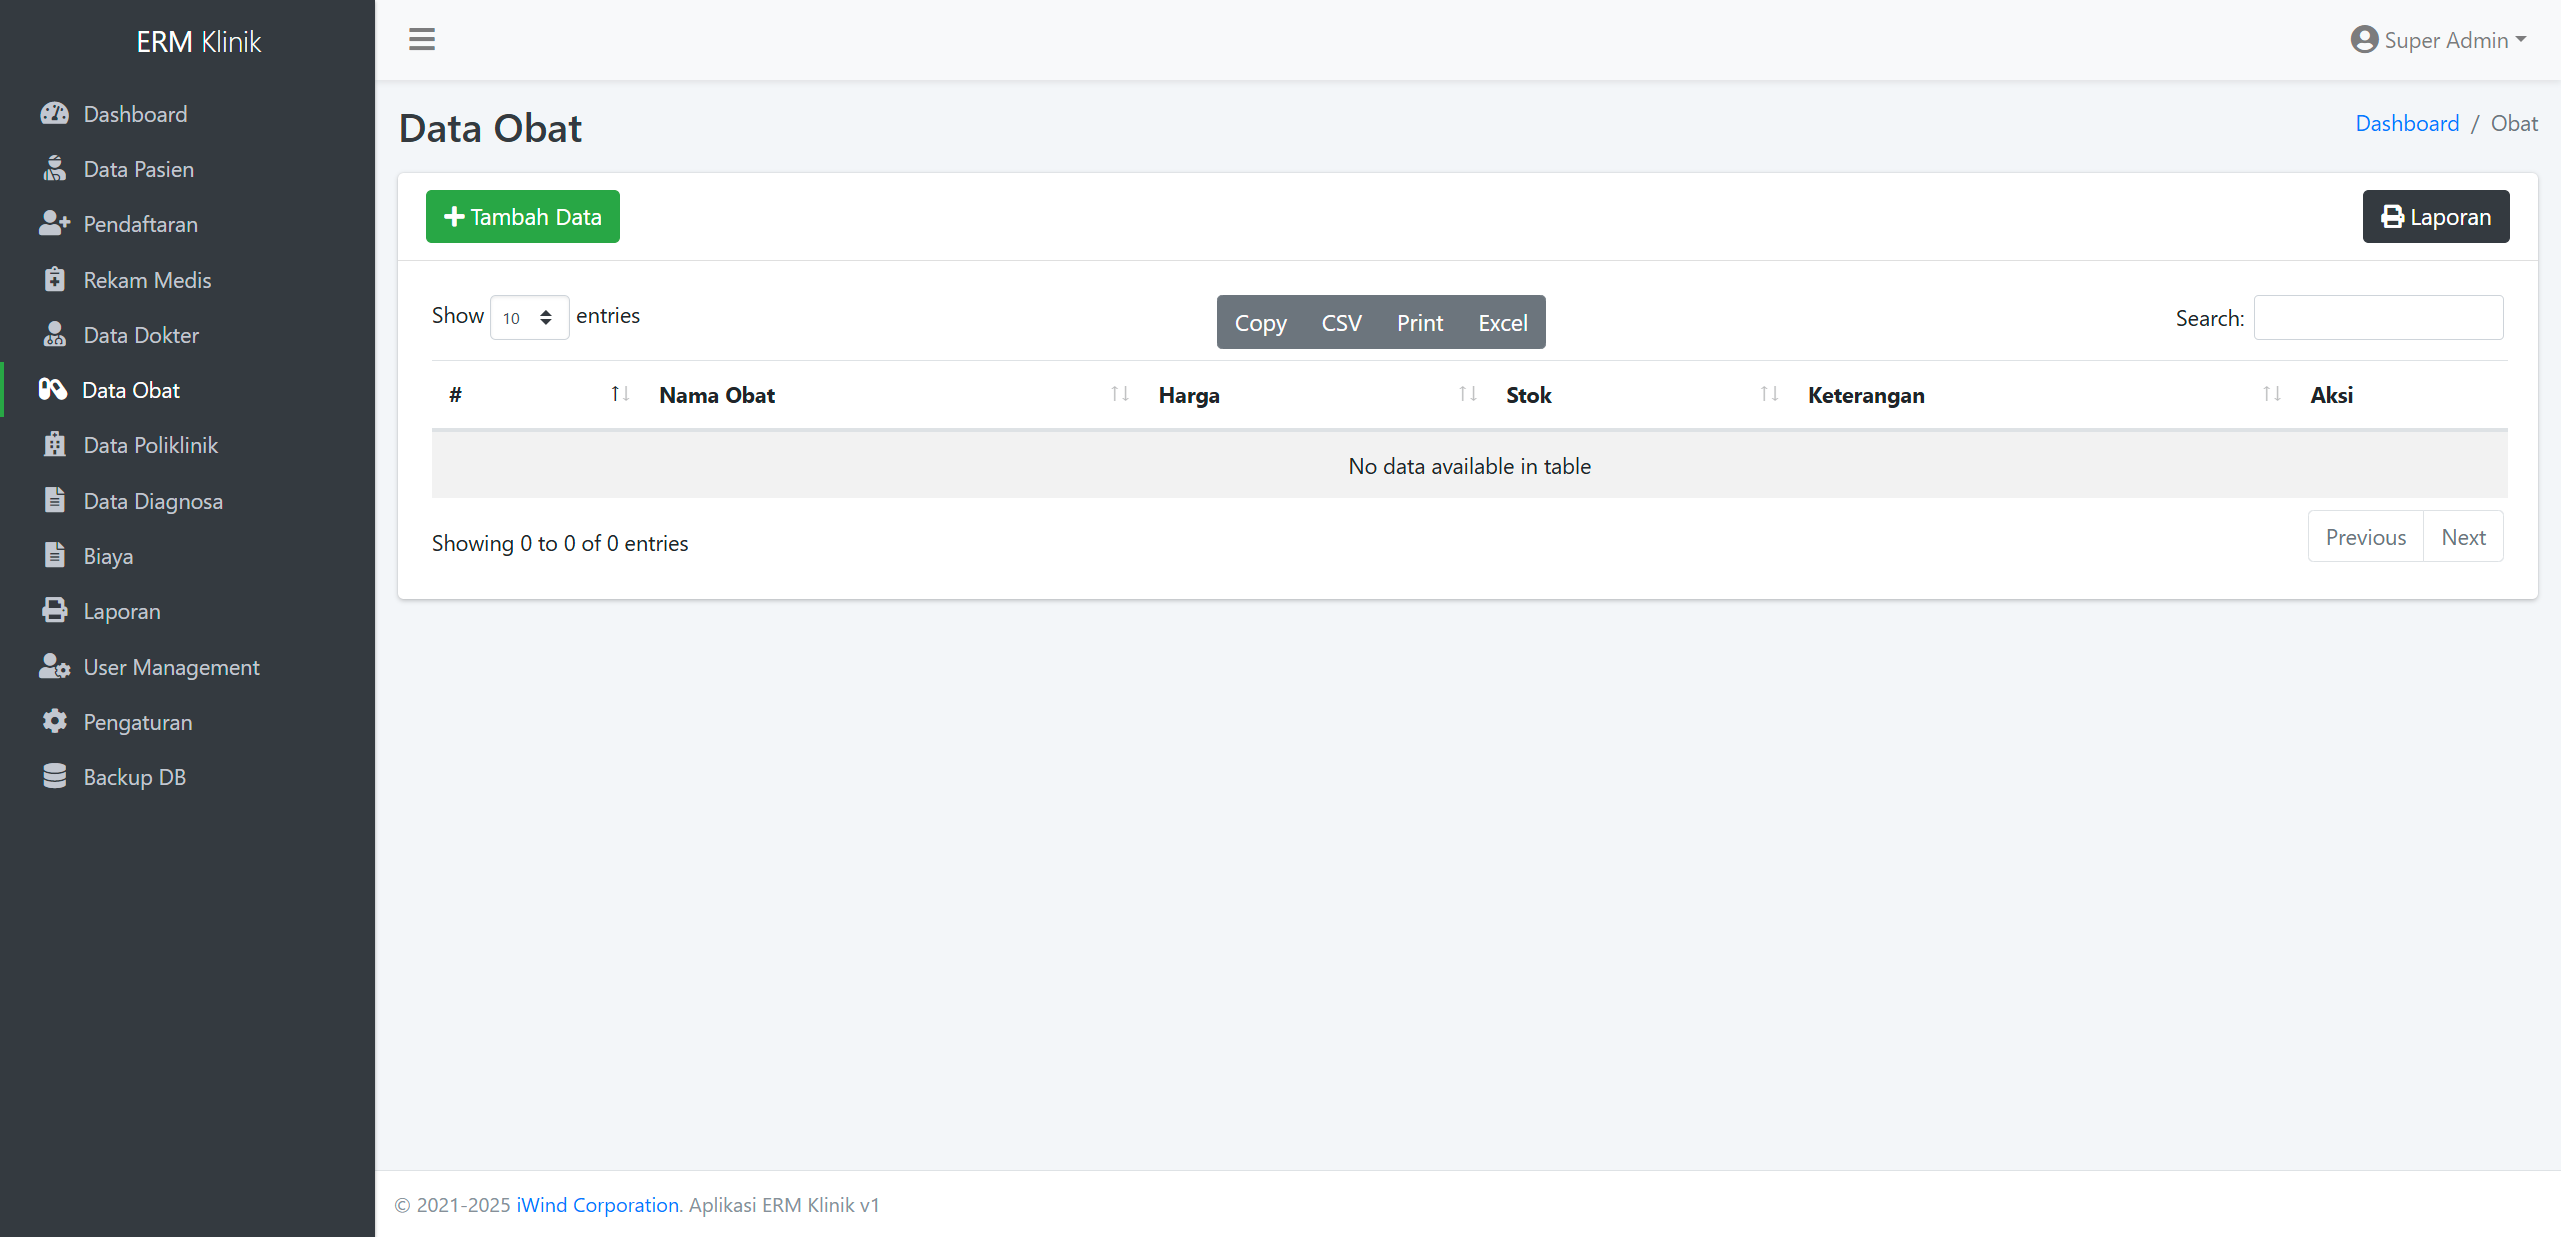 ERM Klinik
Super Admin
Dashboard
Data Pasien
Pendaftaran
Rekam Medis
Data Dokter
Data Obat
Data Poliklinik
Data Diagnosa
Biaya
Laporan
User Management
Pengaturan
Backup DB
Data Obat
Dashboard / Obat
Tambah Data
Laporan
Show 10 entries
Copy CSV Print Excel
Search:
# Nama Obat Harga Stok Keterangan Aksi
No data available in table
Showing 0 to 0 of 0 entries
Previous Next
© 2021-2025 iWind Corporation. Aplikasi ERM Klinik v1